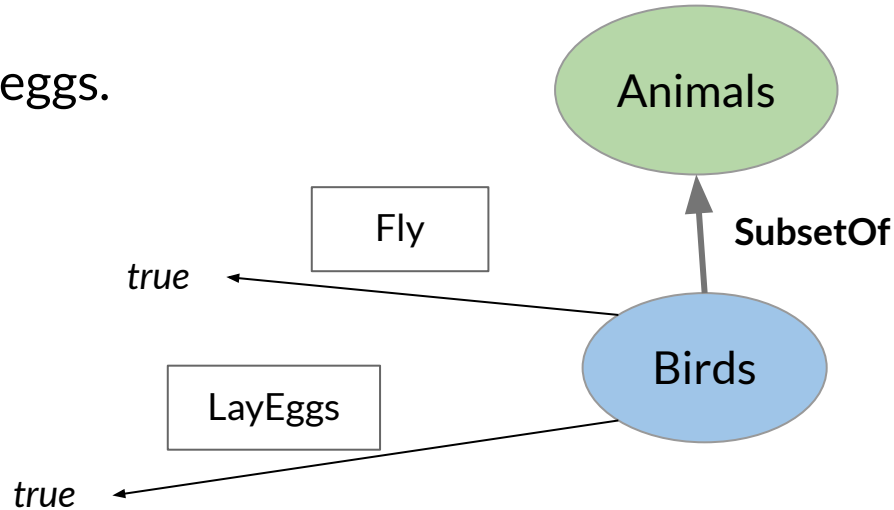 eggs.
Animals
Fly
SubsetOf
true
Birds
LayEggs
true